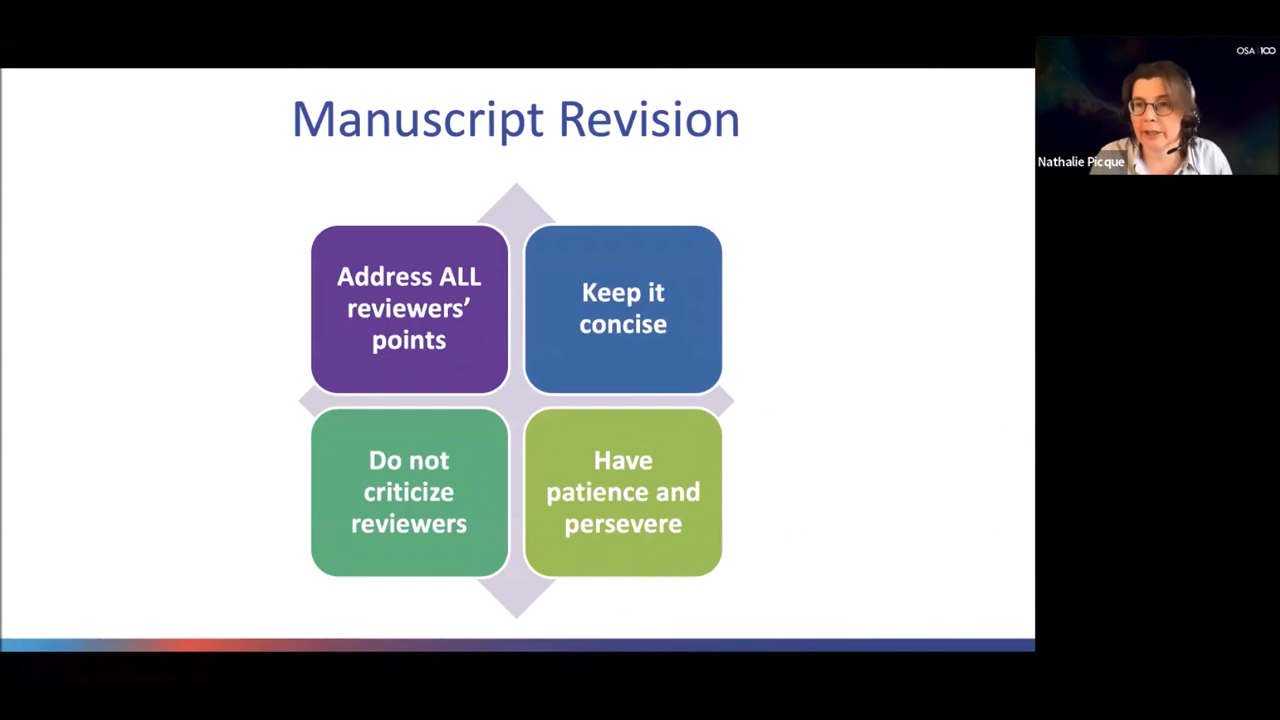 Manuscript Revision
Address ALL
reviewers’
points
Keep it
concise
Do not
criticize
reviewers
Have
patience and
persevere
OSA | 100
Nathalie Picque